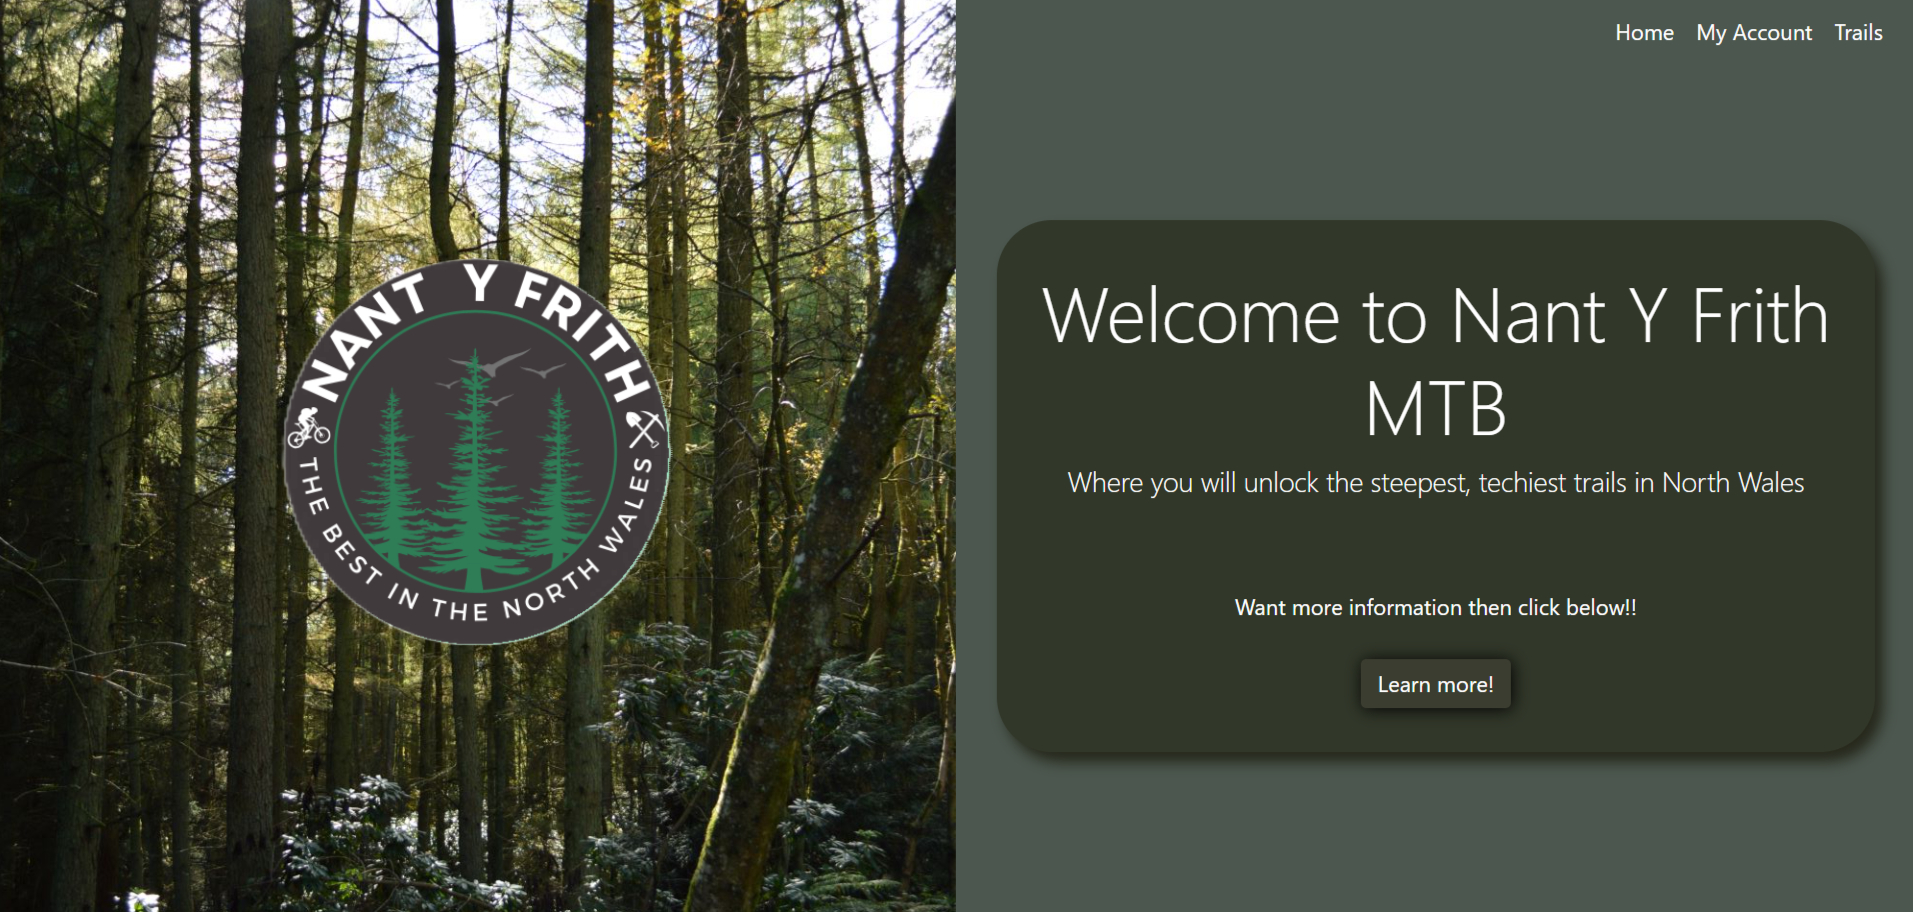 Home My Account Trails
NANT Y FRITH
THE BEST IN THE NORTH WALES
Welcome to Nant Y Frith
MTB
Where you will unlock the steepest, techiest trails in North Wales
Want more information then click below!!
Learn more!